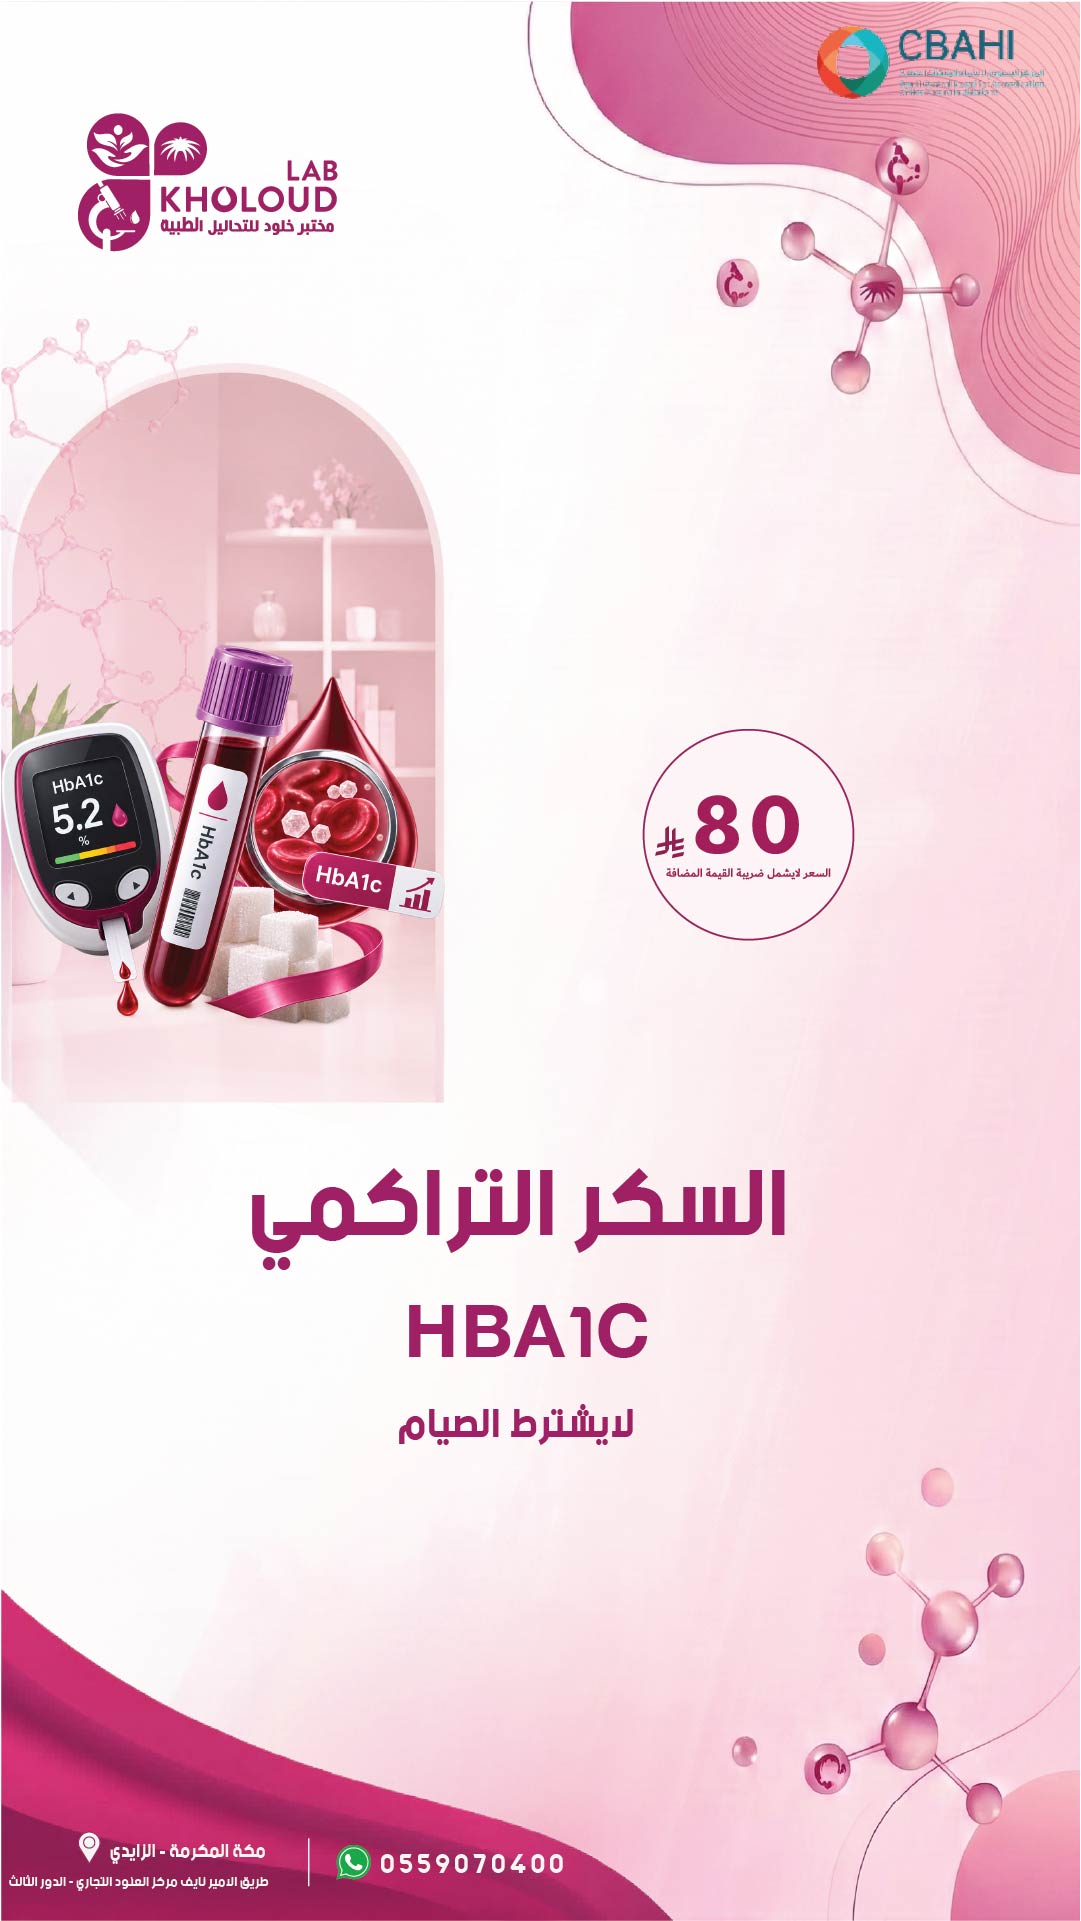 CBAHI
LAB
KHOLOUD
مختبر خلود للتحاليل الطبية
HbA1c
5.2
%
HbA1c
HbA1c
80
السعر لايشمل ضريبة القيمة المضافة
السكر التراكمي
HBA1C
لايشترط الصيام
مكة المكرمة - الزايدي
طريق الامير نايف مركز العنود التجاري - الدور الثالث
0559070400